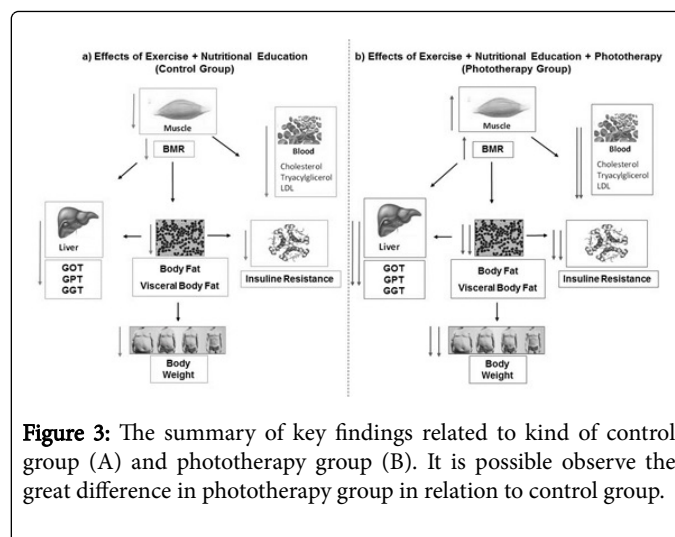 a) Effects of Exercise + Nutritional Education
(Control Group)
Muscle
BMR
Blood
Cholesterol
Tryacylglicerol
LDL
Liver
GOT
GPT
GGT
Body Fat
Visceral Body Fat
Insuline Resistance
Body
Weight
b) Effects of Exercise + Nutritional Education + Phototherapy
(Phototherapy Group)
Muscle
BMR
Blood
Cholesterol
Tryacylglicerol
LDL
Liver
GOT
GPT
GGT
Body Fat
Visceral Body Fat
Insuline Resistance
Body
Weight
Figure 3: The summary of key findings related to kind of control
group (A) and phototherapy group (B). It is possible observe the
great difference in phototherapy group in relation to control group.